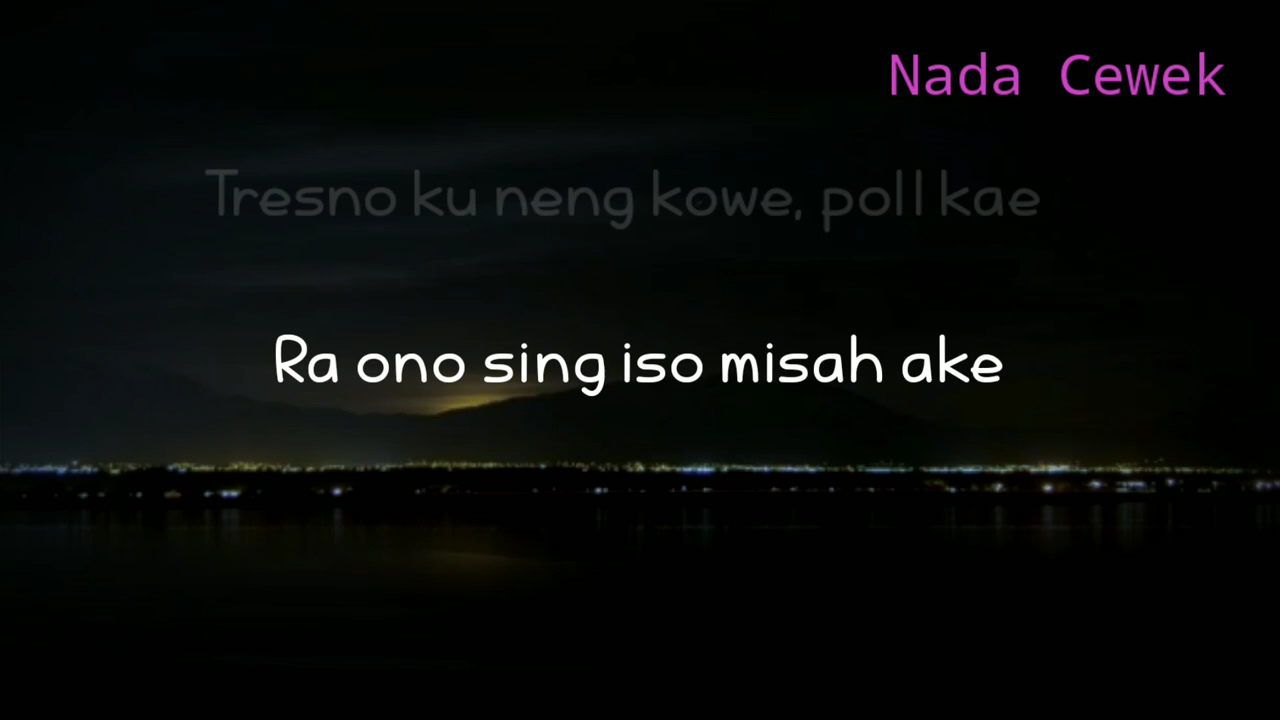 Nada Cewek
Tresno ku neng kowe, poll kae
Ra ono sing iso misah ake